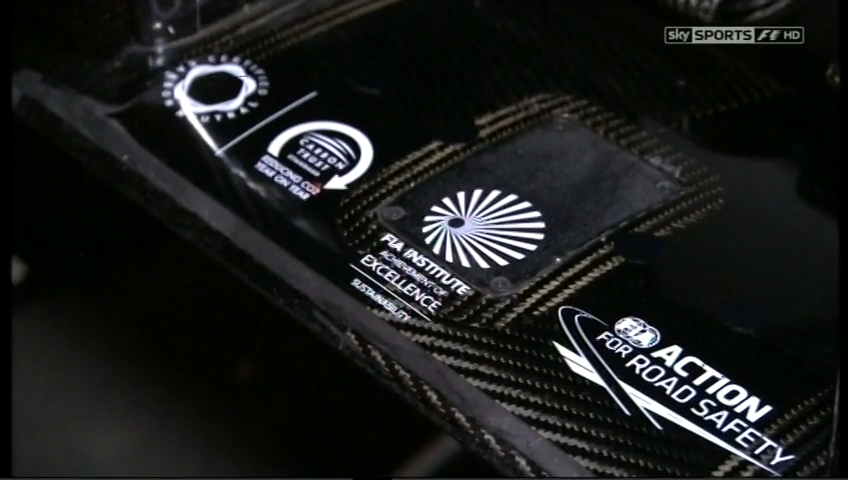 sky SPORTS F1 HD
CERTIFIED
NEUTRAL
CARBON
TRUST
REDUCING CO2
YEAR ON YEAR
FIA INSTITUTE
ACHIEVEMENT OF
EXCELLENCE
SUSTAINABILITY
FIA
ACTION
FOR ROAD SAFETY